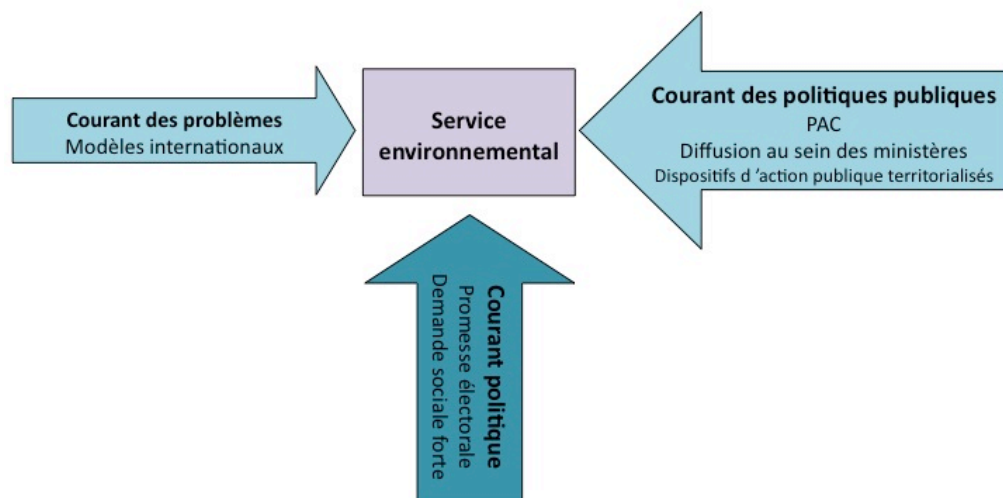 Courant des problèmes
Modèles internationaux
Service
environnemental
Courant des politiques publiques
PAC
Diffusion au sein des ministères
Dispositifs d 'action publique territorialisés
Courant politique
Promesse électorale
Demande sociale forte